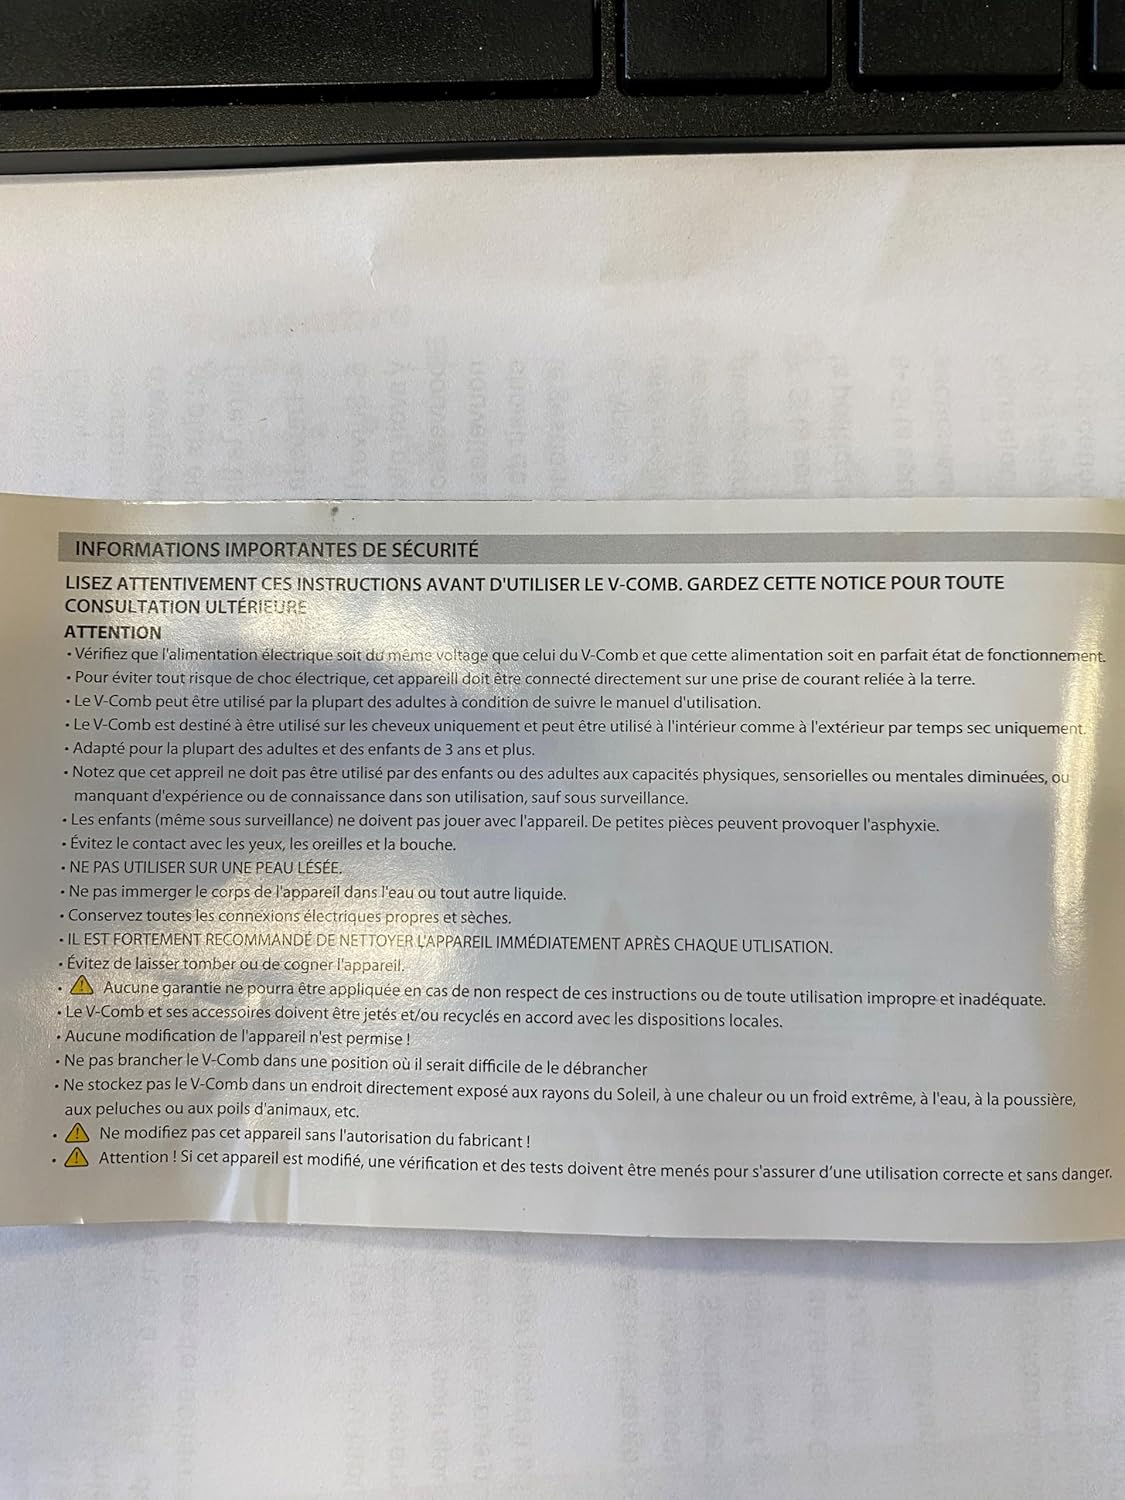 INFORMATIONS IMPORTANTES DE SÉCURITÉ
LISEZ ATTENTIVEMENT CES INSTRUCTIONS AVANT D'UTILISER LE V-COMB. GARDEZ CETTE NOTICE POUR TOUTE
CONSULTATION ULTÉRIEURE
ATTENTION
• Vérifiez que l'alimentation électrique soit du même voltage que celui du V-Comb et que cette alimentation soit en parfait état de fonctionnement.
• Pour éviter tout risque de choc électrique, cet appareill doit être connecté directement sur une prise de courant reliée à la terre.
• Le V-Comb peut être utilisé par la plupart des adultes à condition de suivre le manuel d'utilisation.
• Le V-Comb est destiné à être utilisé sur les cheveux uniquement et peut être utilisé à l'intérieur comme à l'extérieur par temps sec uniquement.
• Adapté pour la plupart des adultes et des enfants de 3 ans et plus.
• Notez que cet appreil ne doit pas être utilisé par des enfants ou des adultes aux capacités physiques, sensorielles ou mentales diminuées, ou
manquant d'expérience ou de connaissance dans son utilisation, sauf sous surveillance.
• Les enfants (même sous surveillance) ne doivent pas jouer avec l'appareil. De petites pièces peuvent provoquer l'asphyxie.
• Évitez le contact avec les yeux, les oreilles et la bouche.
• NE PAS UTILISER SUR UNE PEAU LÉSÉE.
• Ne pas immerger le corps de l'appareil dans l'eau ou tout autre liquide.
• Conservez toutes les connexions électriques propres et sèches.
• IL EST FORTEMENT RECOMMANDÉ DE NETTOYER L'APPAREIL IMMÉDIATEMENT APRÈS CHAQUE UTLISATION.
• Évitez de laisser tomber ou de cogner l'appareil.
• ⚠ Aucune garantie ne pourra être appliquée en cas de non respect de ces instructions ou de toute utilisation impropre et inadéquate.
• Le V-Comb et ses accessoires doivent être jetés et/ou recyclés en accord avec les dispositions locales.
• Aucune modification de l'appareil n'est permise !
• Ne pas brancher le V-Comb dans une position où il serait difficile de le débrancher
• Ne stockez pas le V-Comb dans un endroit directement exposé aux rayons du Soleil, à une chaleur ou un froid extrême, à l'eau, à la poussière,
aux peluches ou aux poils d'animaux, etc.
• ⚠ Ne modifiez pas cet appareil sans l'autorisation du fabricant !
• ⚠ Attention ! Si cet appareil est modifié, une vérification et des tests doivent être menés pour s'assurer d'une utilisation correcte et sans danger.